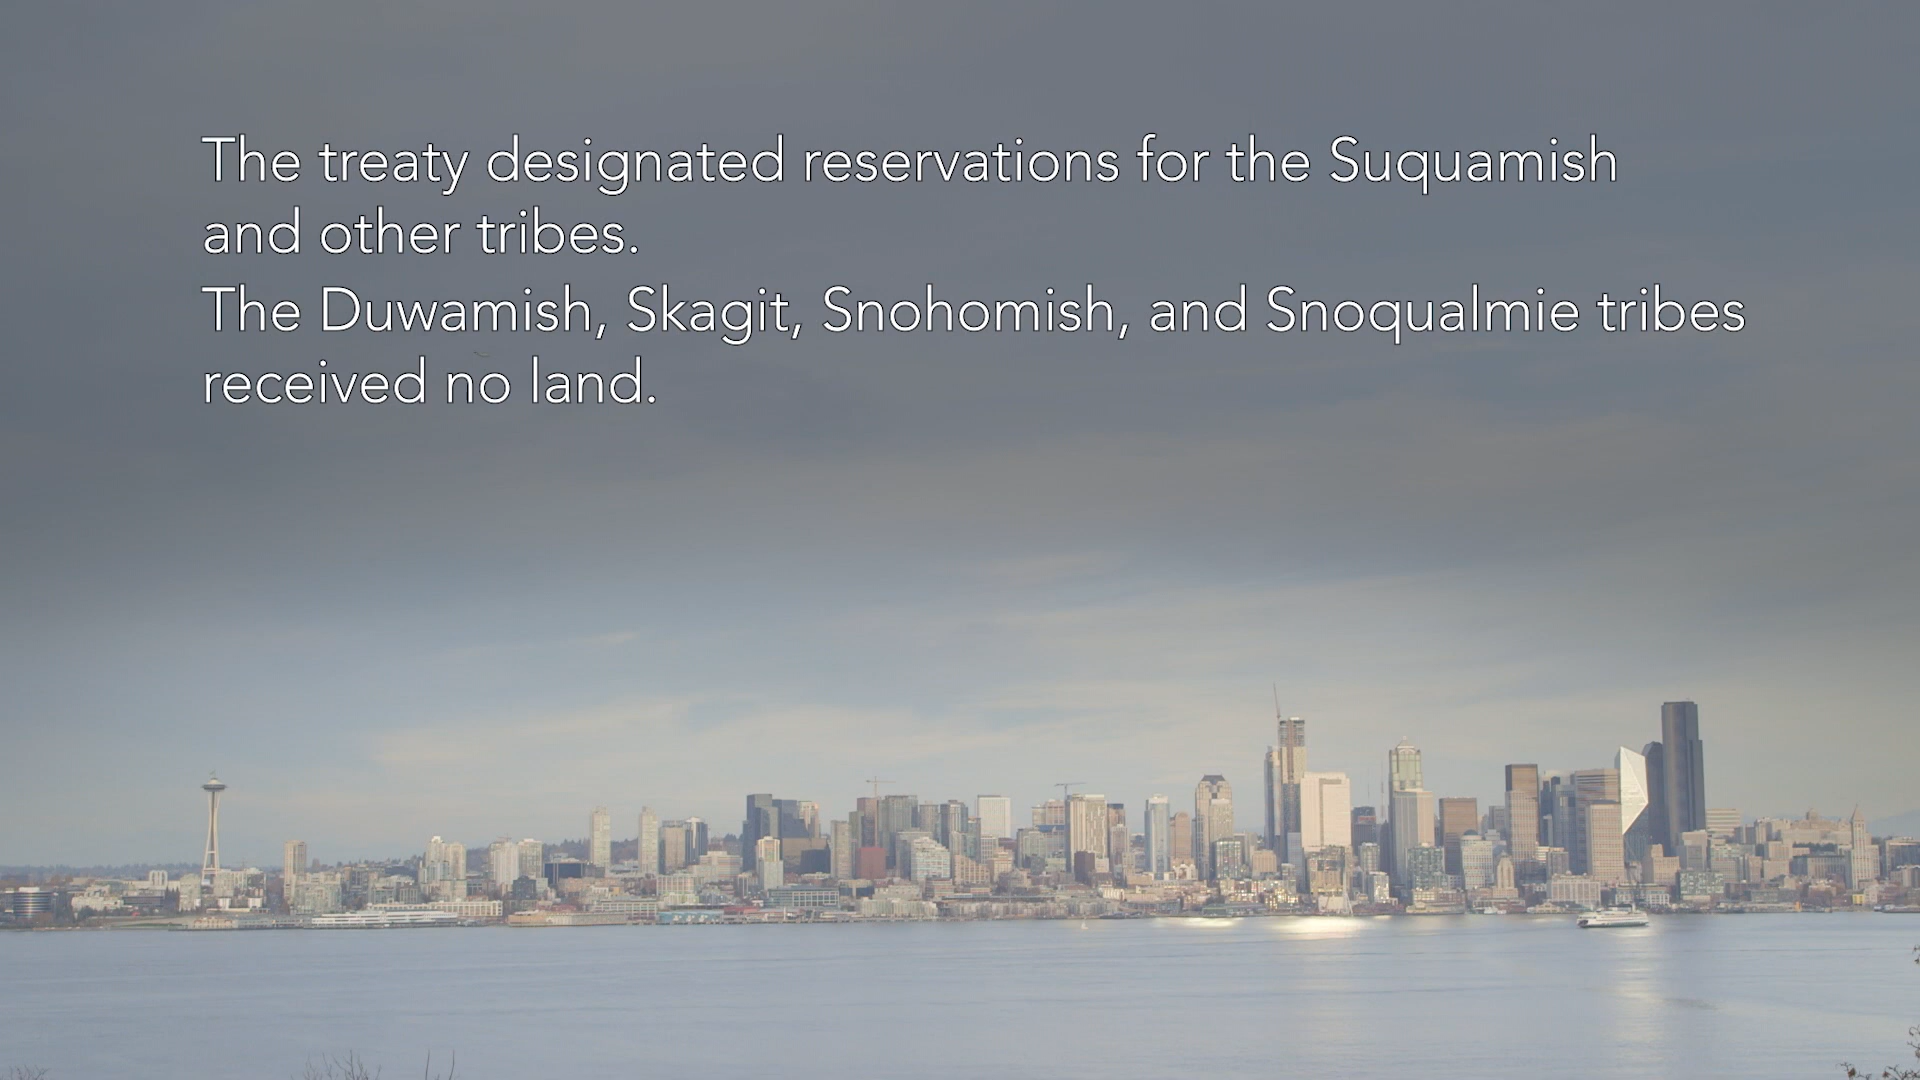 The treaty designated reservations for the Suquamish
and other tribes.
The Duwamish, Skagit, Snohomish, and Snoqualmie tribes
received no land.